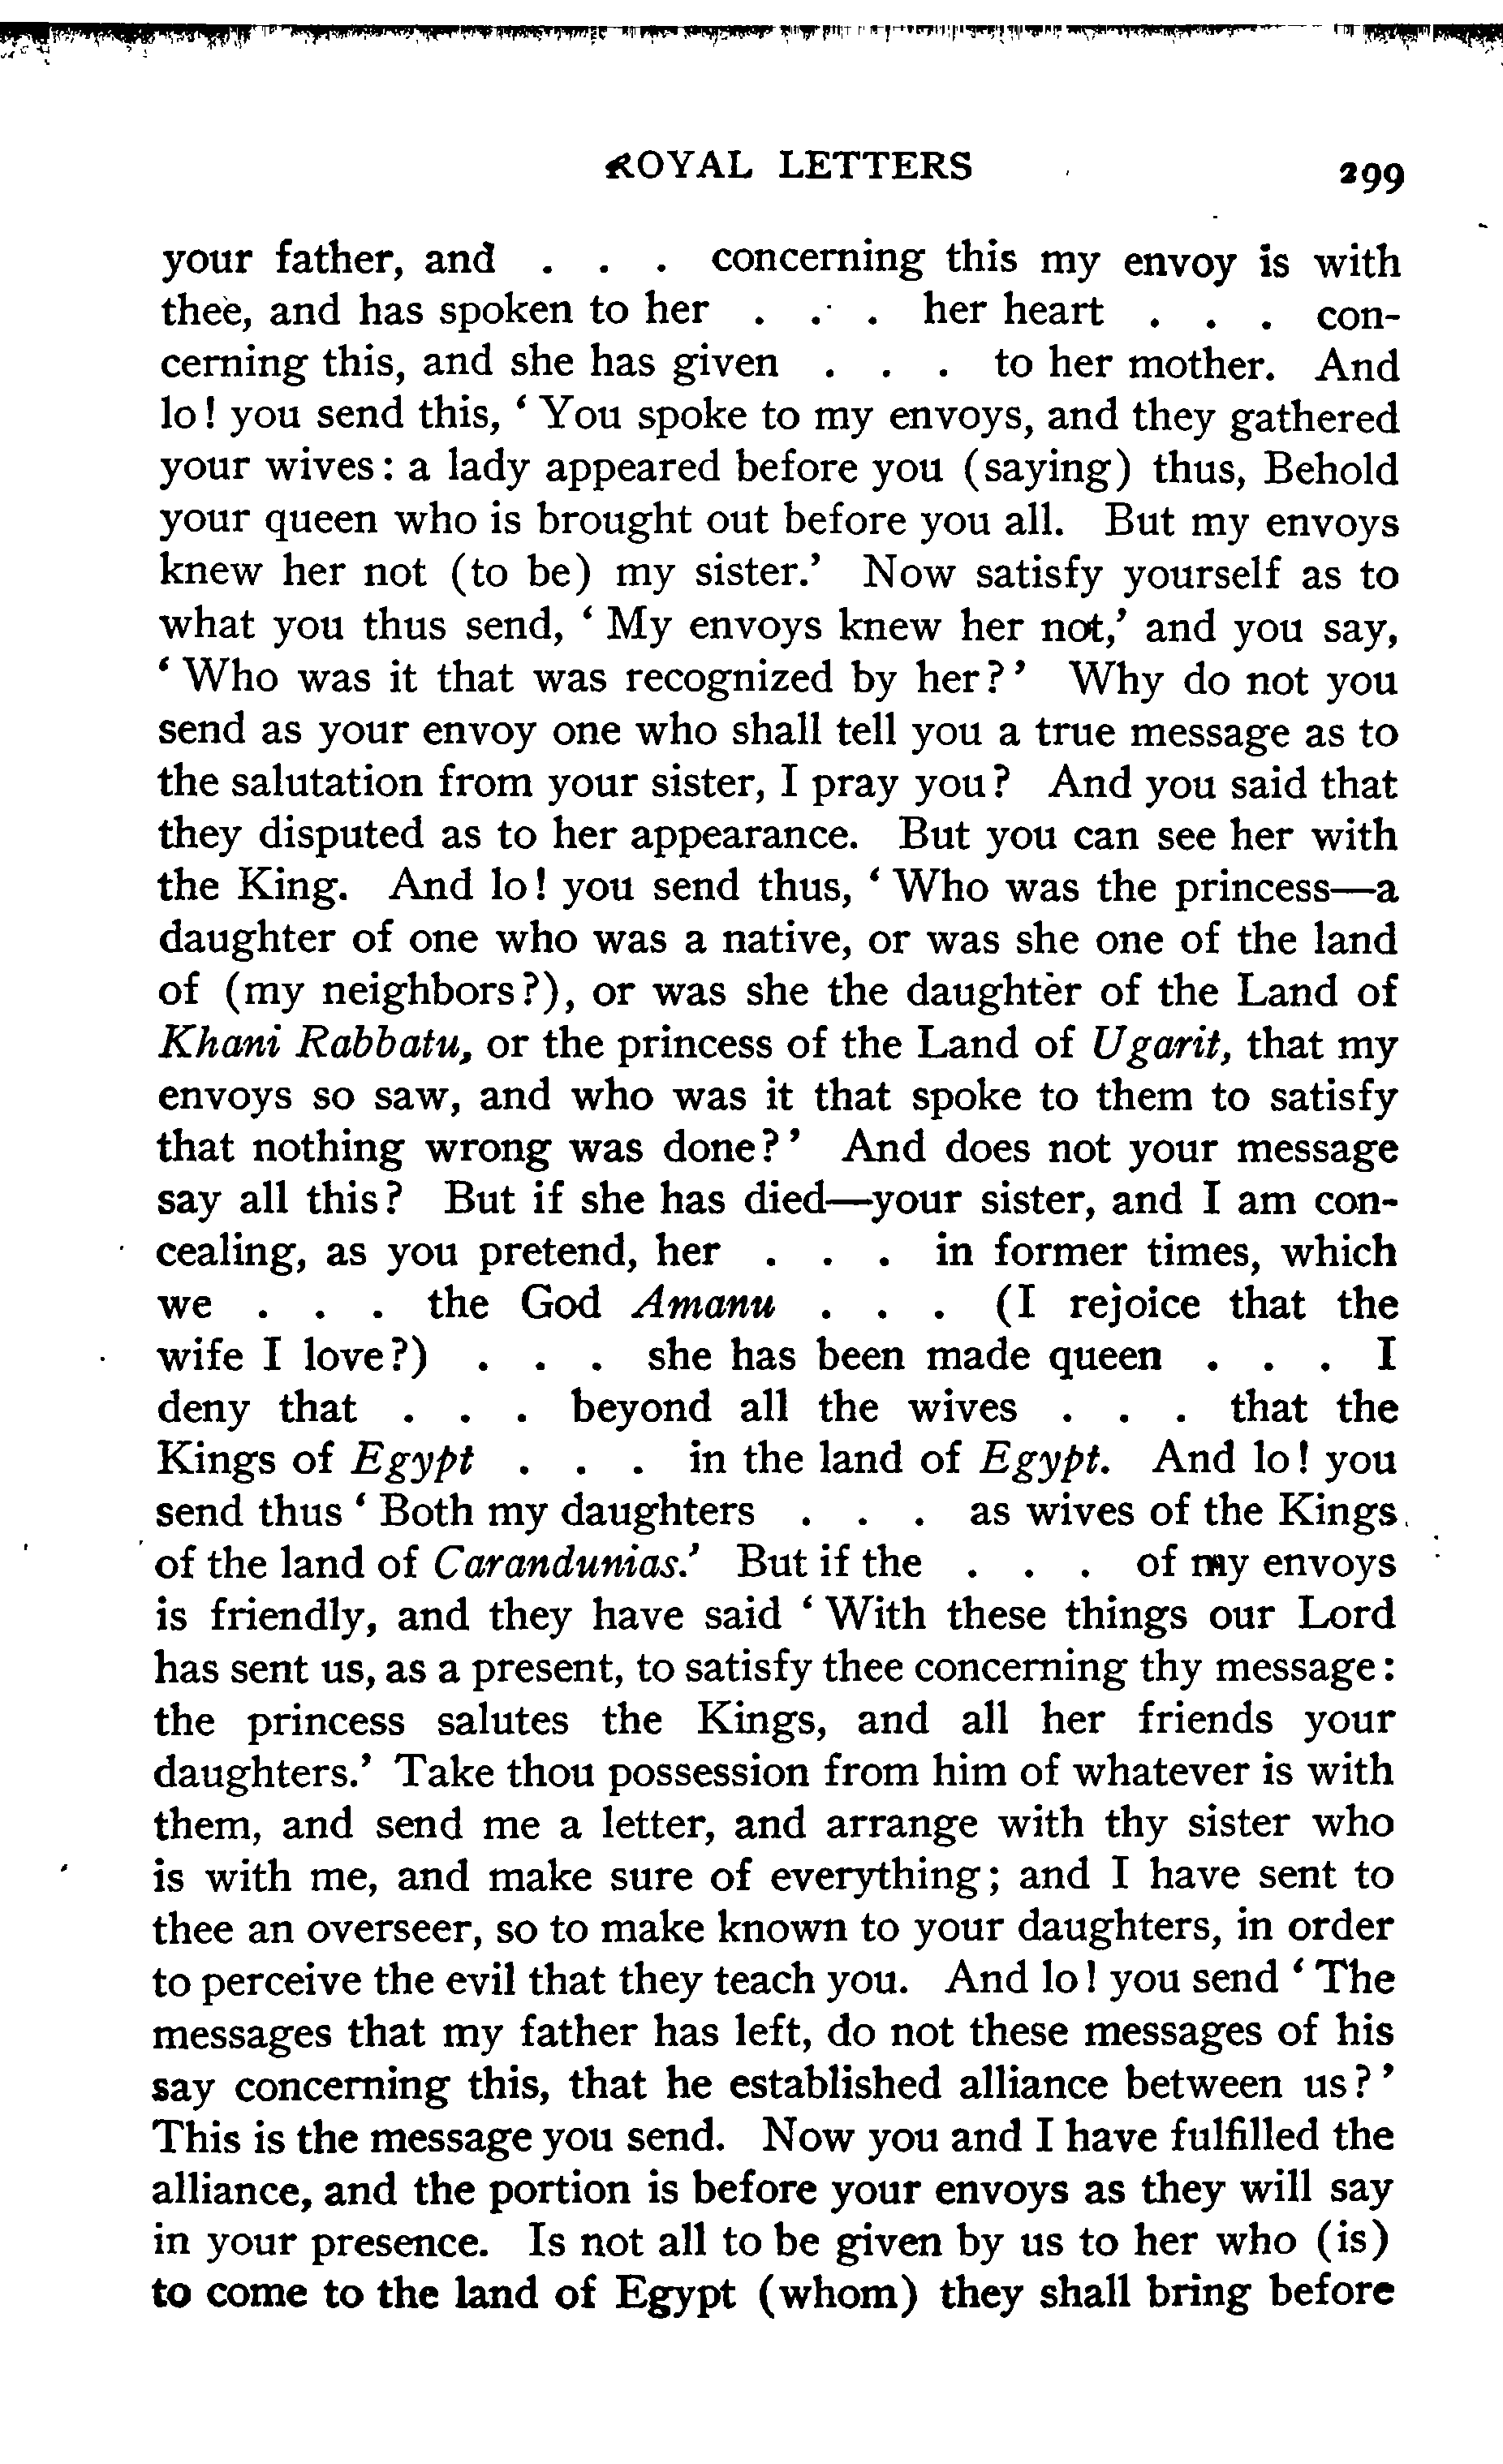 ROYAL LETTERS 299
your father, and . . . concerning this my envoy is with
thee, and has spoken to her . . . her heart . . . con-
cerning this, and she has given . . . to her mother. And
lo! you send this, ‘ You spoke to my envoys, and they gathered
your wives: a lady appeared before you (saying) thus, Behold
your queen who is brought out before you all. But my envoys
knew her not (to be) my sister.’ Now satisfy yourself as to
what you thus send, ‘ My envoys knew her not,’ and you say,
‘ Who was it that was recognized by her?’ Why do not you
send as your envoy one who shall tell you a true message as to
the salutation from your sister, I pray you? And you said that
they disputed as to her appearance. But you can see her with
the King. And lo! you send thus, ‘ Who was the princess—a
daughter of one who was a native, or was she one of the land
of (my neighbors?), or was she the daughter of the Land of
Khani Rabbatu, or the princess of the Land of Ugarit, that my
envoys so saw, and who was it that spoke to them to satisfy
that nothing wrong was done?’ And does not your message
say all this? But if she has died—your sister, and I am con-
cealing, as you pretend, her . . . in former times, which
we . . . the God Amanu . . . (I rejoice that the
wife I love?) . . . she has been made queen . . . I
deny that . . . beyond all the wives . . . that the
Kings of Egypt . . . in the land of Egypt. And lo! you
send thus ‘ Both my daughters . . . as wives of the Kings
of the land of Carandunias.’ But if the . . . of my envoys
is friendly, and they have said ‘ With these things our Lord
has sent us, as a present, to satisfy thee concerning thy message:
the princess salutes the Kings, and all her friends your
daughters.’ Take thou possession from him of whatever is with
them, and send me a letter, and arrange with thy sister who
is with me, and make sure of everything; and I have sent to
thee an overseer, so to make known to your daughters, in order
to perceive the evil that they teach you. And lo! you send ‘ The
messages that my father has left, do not these messages of his
say concerning this, that he established alliance between us?’
This is the message you send. Now you and I have fulfilled the
alliance, and the portion is before your envoys as they will say
in your presence. Is not all to be given by us to her who (is)
to come to the land of Egypt (whom) they shall bring before